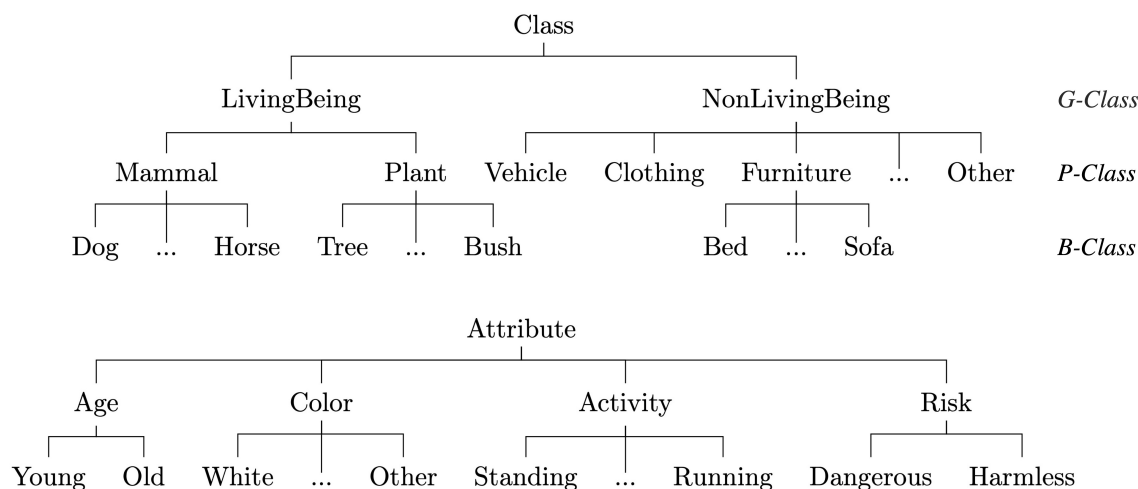 Class
LivingBeing NonLivingBeing G-Class
Mammal Plant Vehicle Clothing Furniture ... Other P-Class
Dog ... Horse Tree ... Bush Bed ... Sofa B-Class
Attribute
Age Color Activity Risk
Young Old White ... Other Standing ... Running Dangerous Harmless